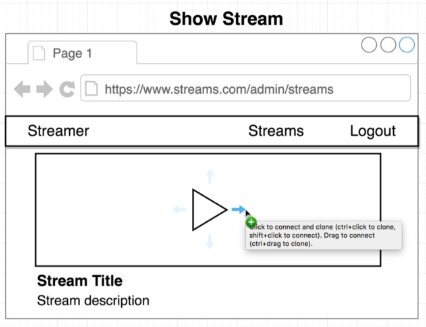 Show Stream
Page 1
https://www.streams.com/admin/streams
Streamer Streams Logout
Click to connect and clone (ctrl+click to clone,
shift+click to connect). Drag to connect
(ctrl+drag to clone).
Stream Title
Stream description